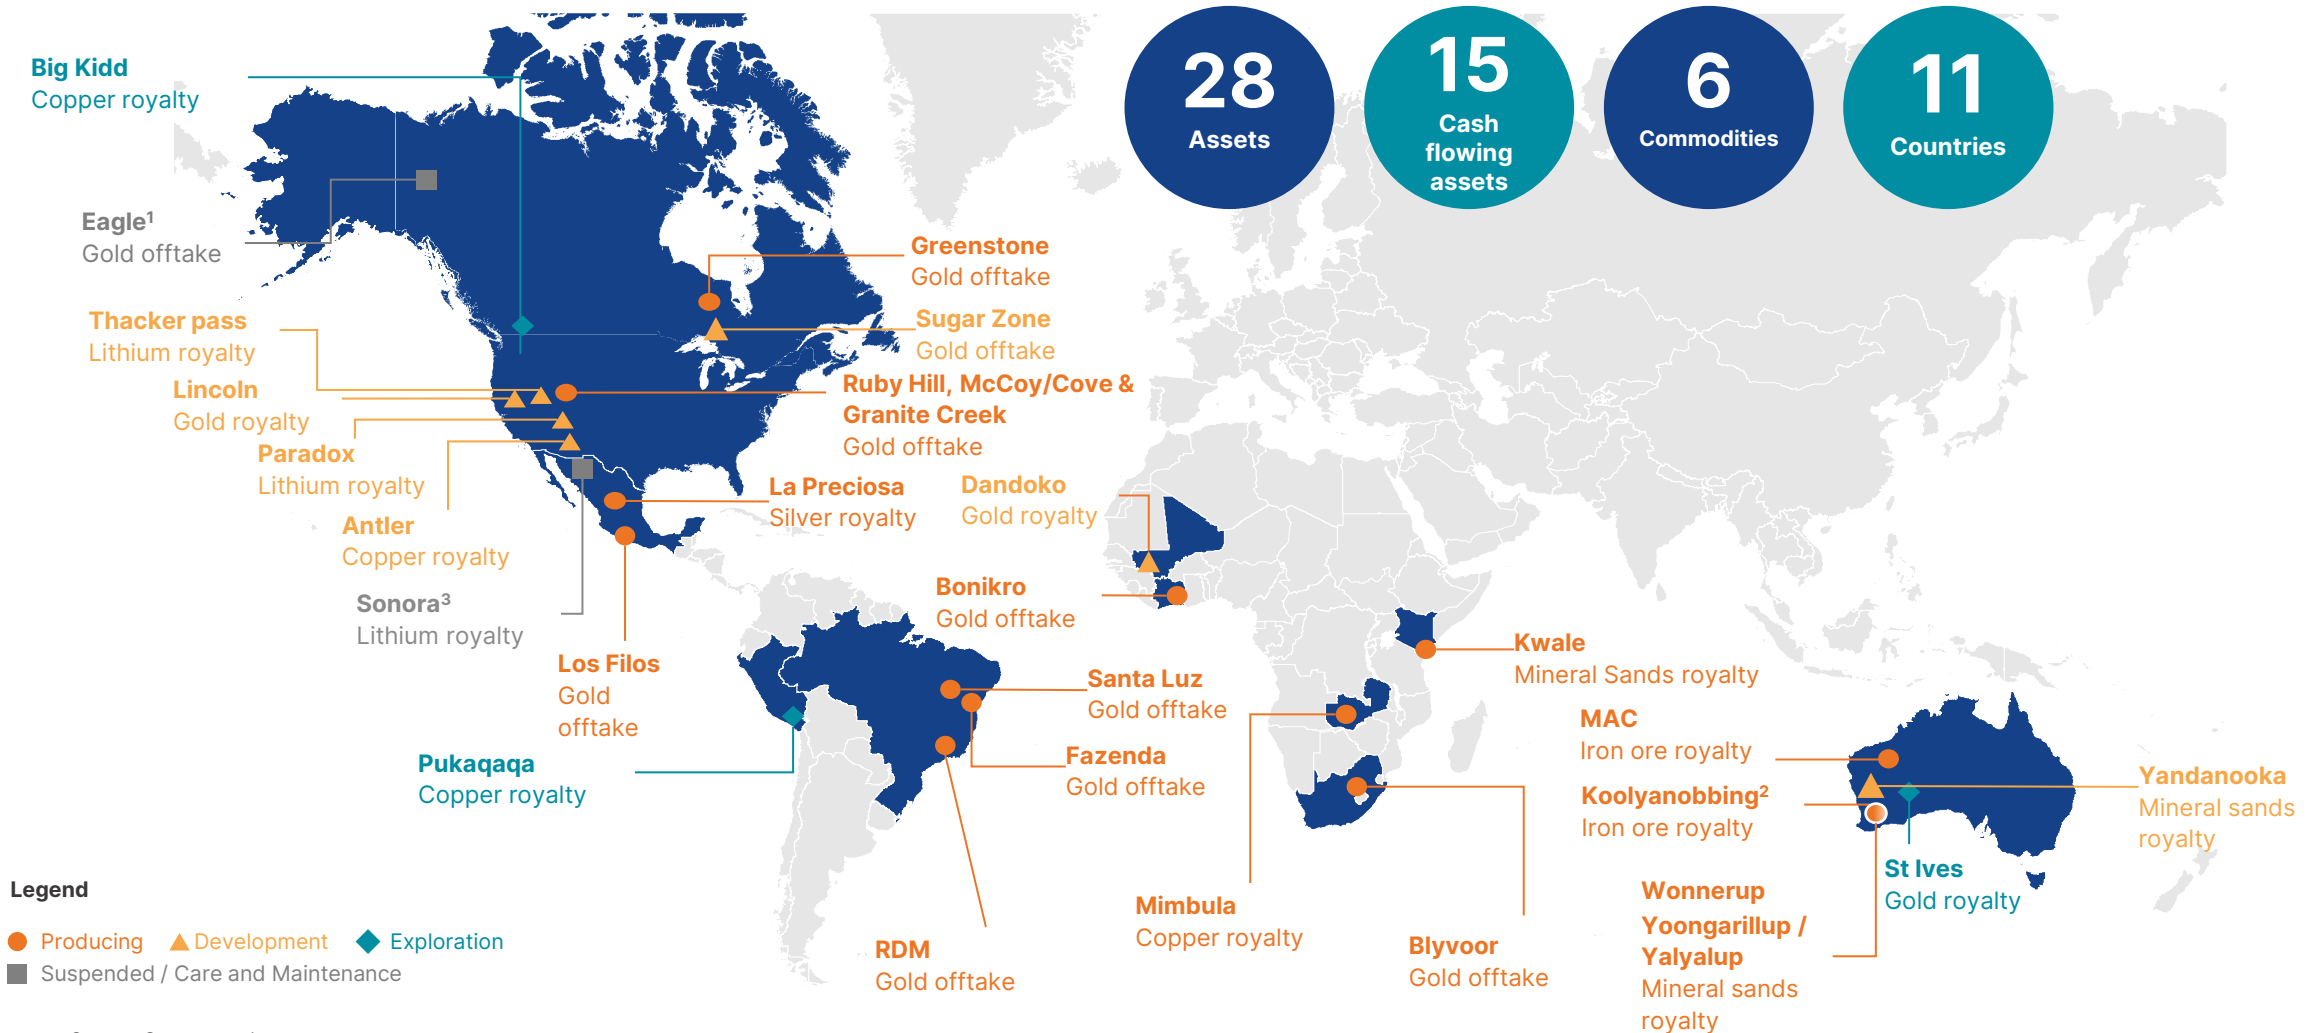 28
Assets
15
Cash
flowing
assets
6
Commodities
11
Countries
Big Kidd
Copper royalty
Eagle¹
Gold offtake
Thacker pass
Lithium royalty
Lincoln
Gold royalty
Paradox
Lithium royalty
Antler
Copper royalty
Sonora³
Lithium royalty
Greenstone
Gold offtake
Sugar Zone
Gold offtake
Ruby Hill, McCoy/Cove &
Granite Creek
Gold offtake
La Preciosa
Silver royalty
Los Filos
Gold
offtake
Pukaqaqa
Copper royalty
Dandoko
Gold royalty
Bonikro
Gold offtake
Santa Luz
Gold offtake
Fazenda
Gold offtake
RDM
Gold offtake
Kwale
Mineral Sands royalty
Mimbula
Copper royalty
Blyvoor
Gold offtake
MAC
Iron ore royalty
Koolyanobbing²
Iron ore royalty
Wonnerup
Yoongarillup /
Yalyalup
Mineral sands
royalty
St Ives
Gold royalty
Yandanooka
Mineral sands
royalty
Legend
Producing
Development
Exploration
Suspended / Care and Maintenance